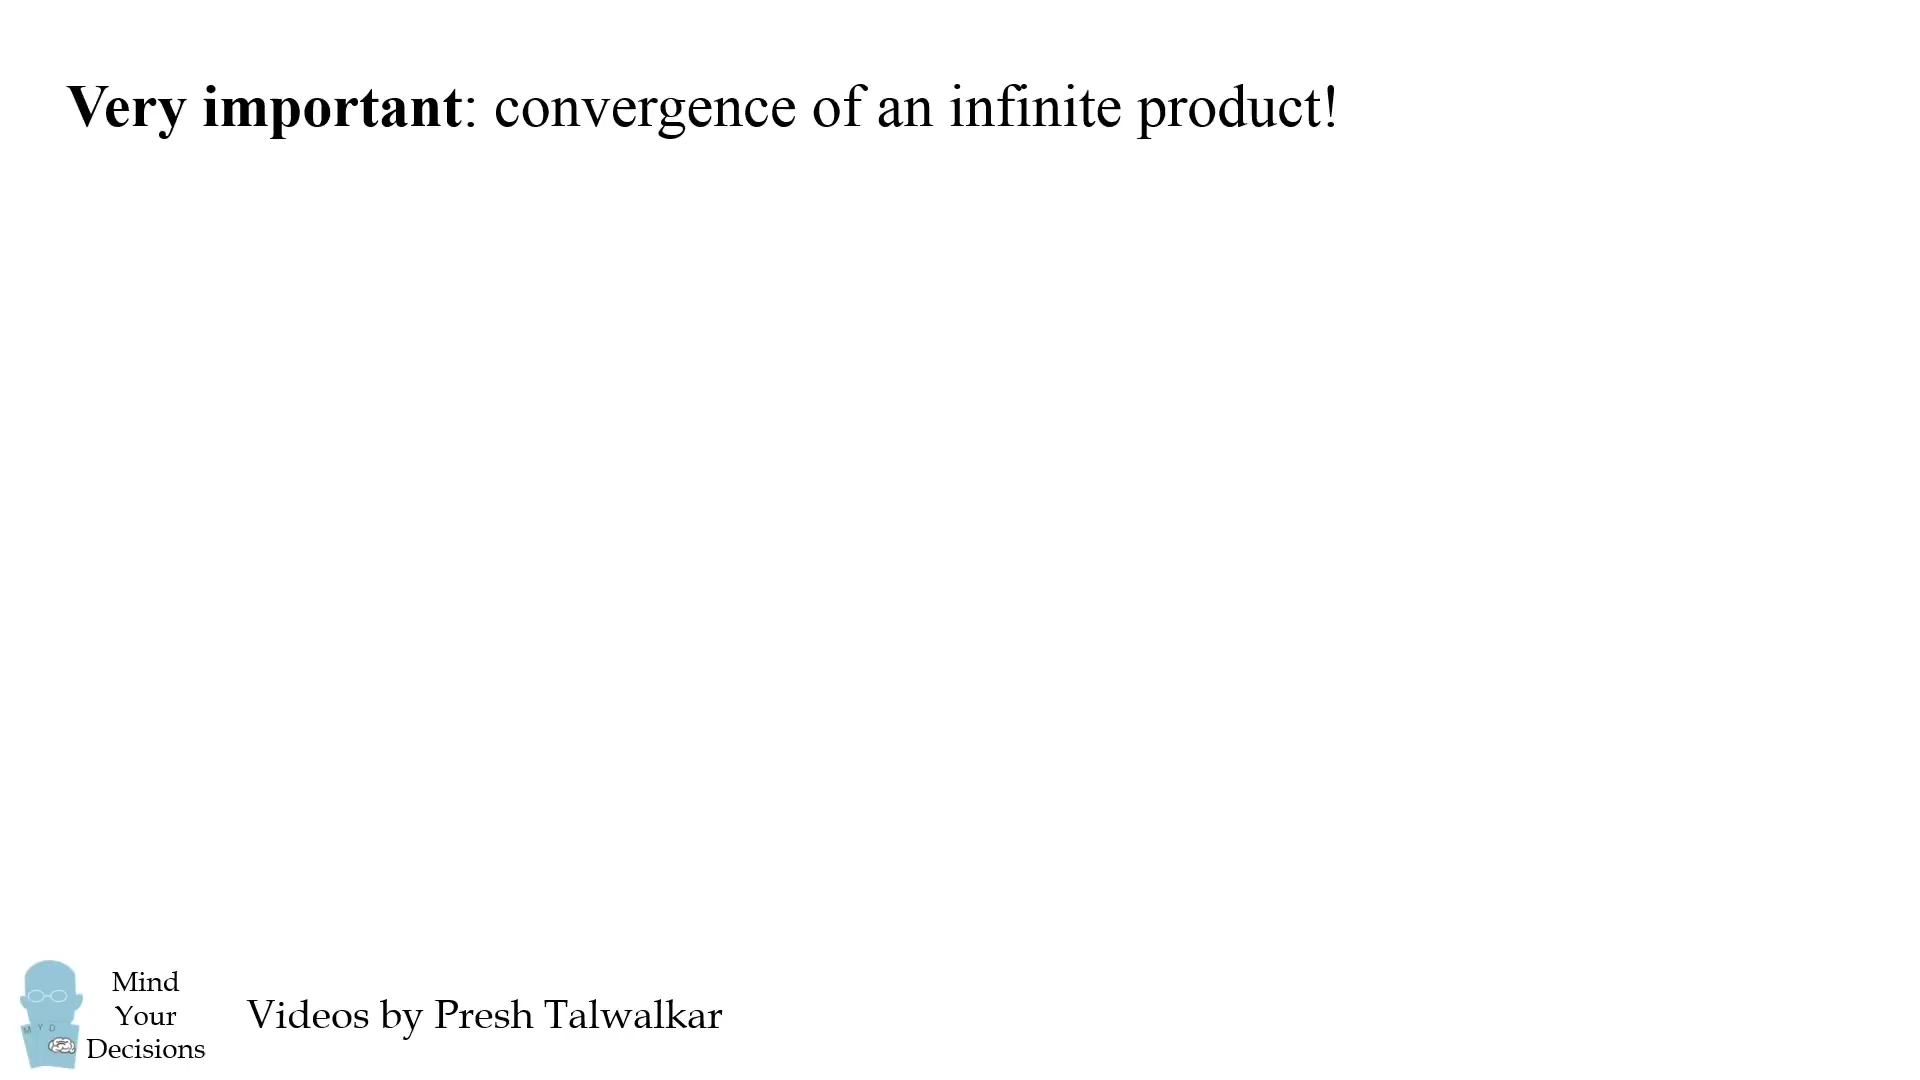 Very important: convergence of an infinite product!
Mind
Your
Decisions
M Y D
Videos by Presh Talwalkar